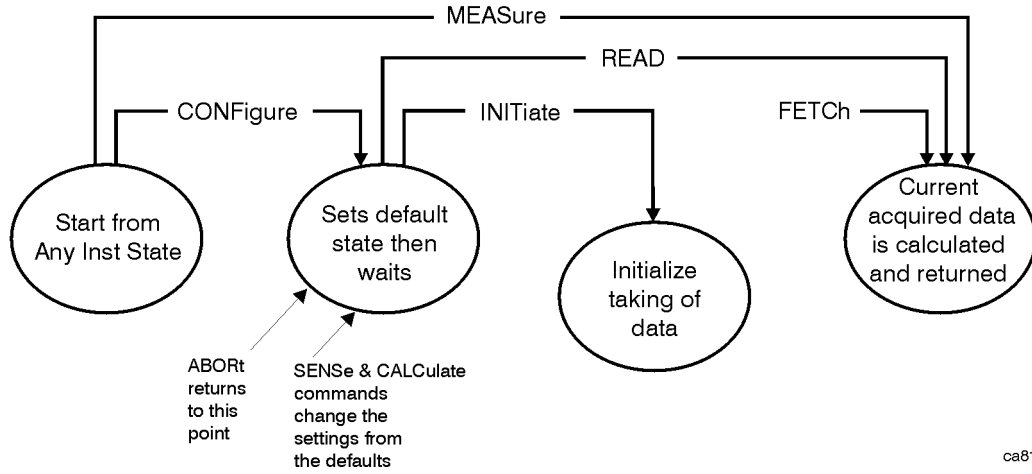 MEASure
READ
CONFigure
INITiate
FETCh
Start from
Any Inst State
Sets default
state then
waits
Initialize
taking of
data
Current
acquired data
is calculated
and returned
ABORt
returns
to this
point
SENSe & CALCulate
commands
change the
settings from
the defaults